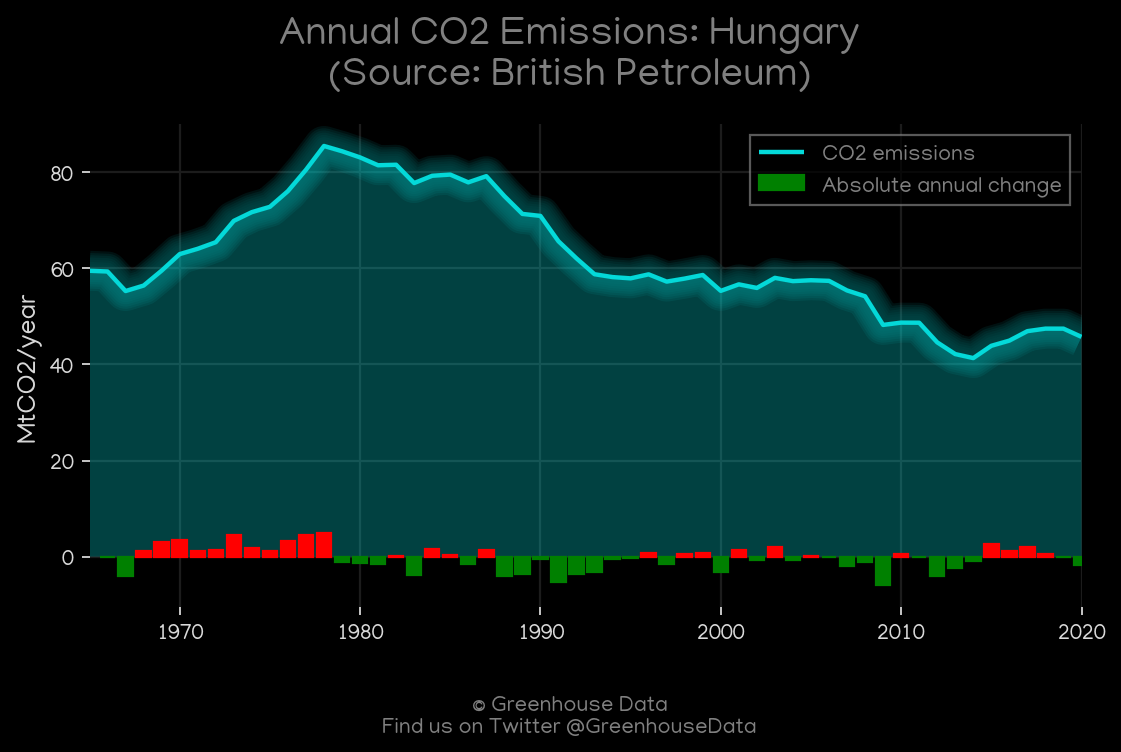 Annual CO2 Emissions: Hungary
(Source: British Petroleum)
CO2 emissions
Absolute annual change
MtCO2/year
80
60
40
20
0
1970 1980 1990 2000 2010 2020
© Greenhouse Data
Find us on Twitter @GreenhouseData